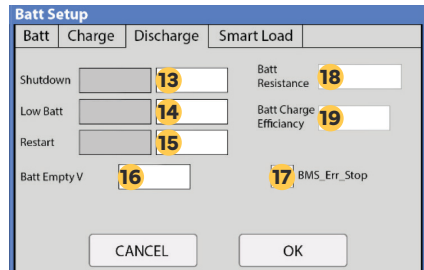 Batt Setup
Batt Charge Discharge Smart Load
Shutdown 13
Batt
Resistance 18
Low Batt 14
Batt Charge
Efficiancy 19
Restart 15
Batt Empty V 16
17 BMS_Err_Stop
CANCEL OK